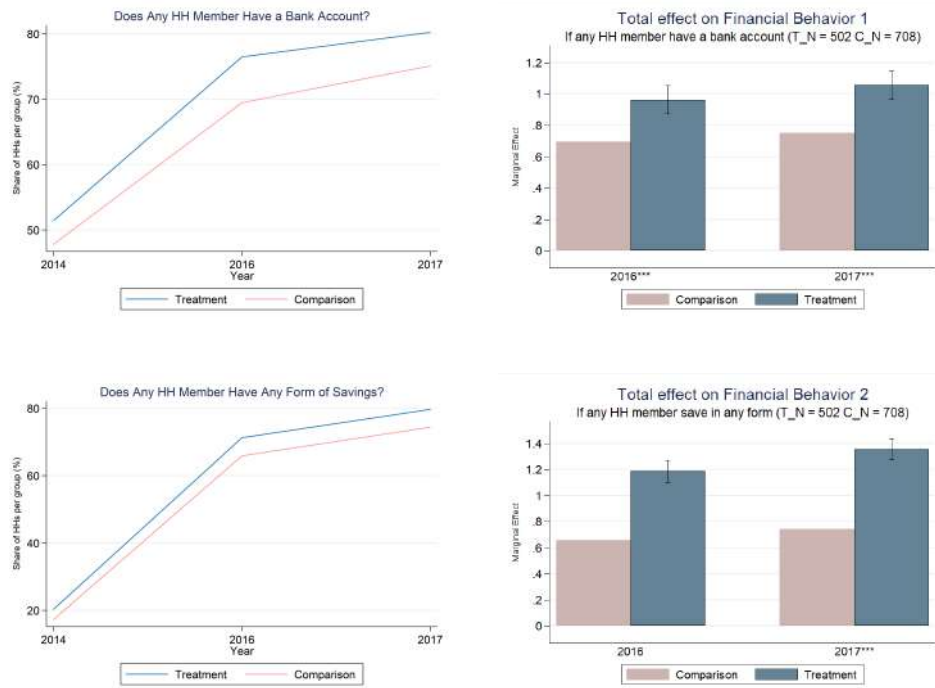 Does Any HH Member Have a Bank Account?
Share of HHs per group (%)
80
70
60
50
2014 2016 2017
Year
Treatment Comparison
Total effect on Financial Behavior 1
If any HH member have a bank account (T_N = 502 C_N = 708)
Marginal Effect
1.2
1
.8
.6
.4
.2
0
2016*** 2017***
Comparison Treatment
Does Any HH Member Have Any Form of Savings?
Share of HHs per group (%)
80
60
40
20
2014 2016 2017
Year
Treatment Comparison
Total effect on Financial Behavior 2
If any HH member save in any form (T_N = 502 C_N = 708)
Marginal Effect
1.4
1.2
1
.8
.6
.4
.2
0
2016 2017***
Comparison Treatment